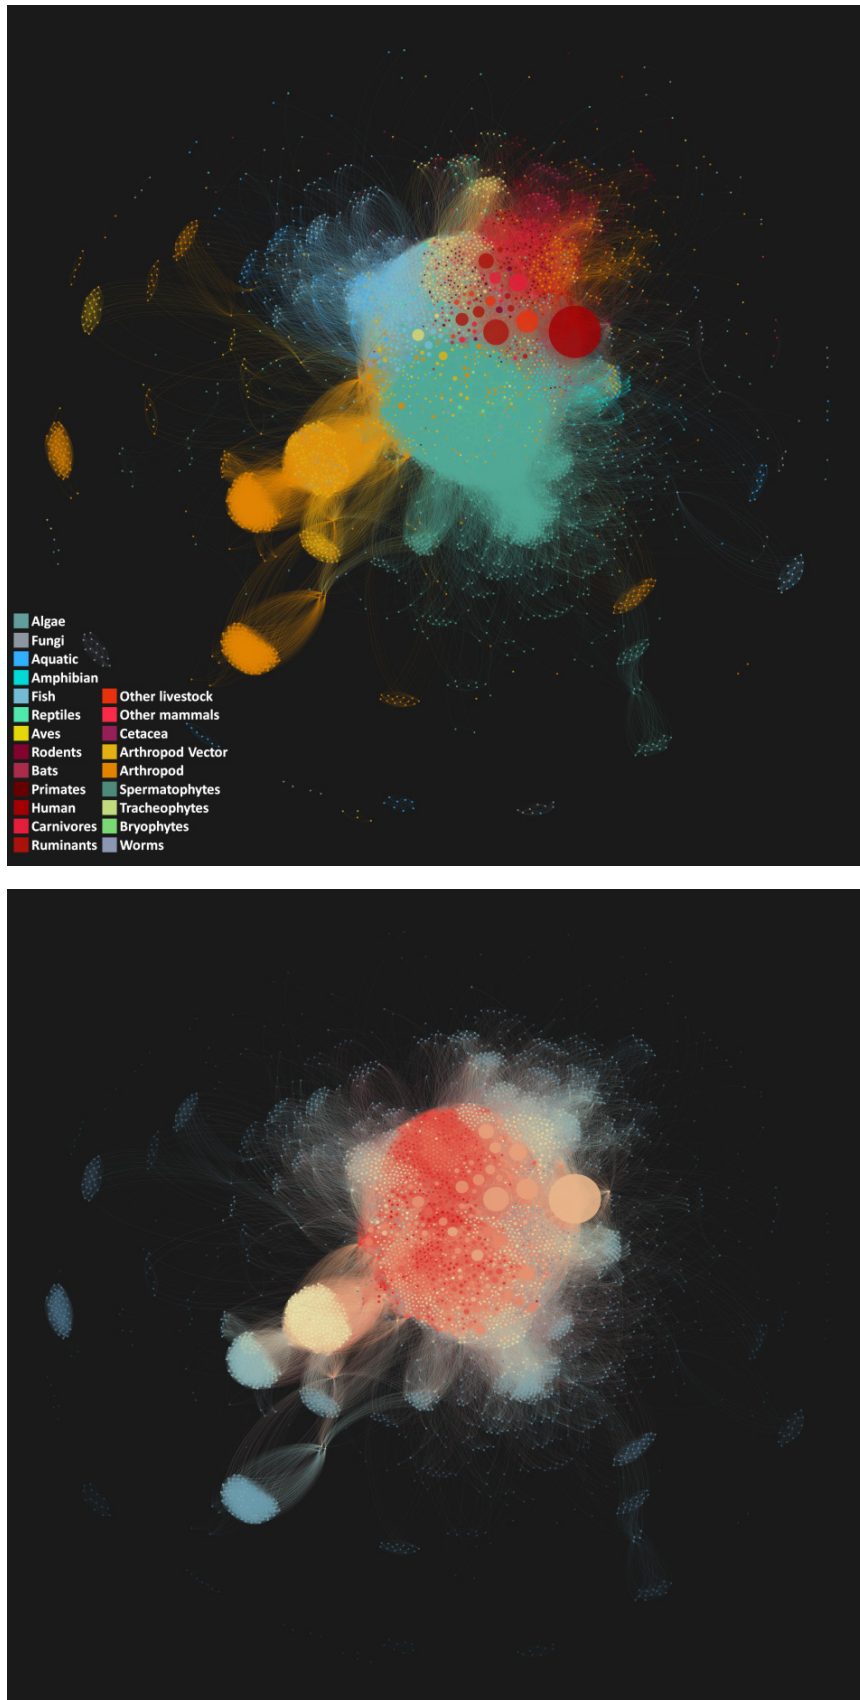 Algae
Fungi
Aquatic
Amphibian
Fish
Reptiles
Aves
Rodents
Bats
Primates
Human
Carnivores
Ruminants
Other livestock
Other mammals
Cetacea
Arthropod Vector
Arthropod
Spermatophytes
Tracheophytes
Bryophytes
Worms